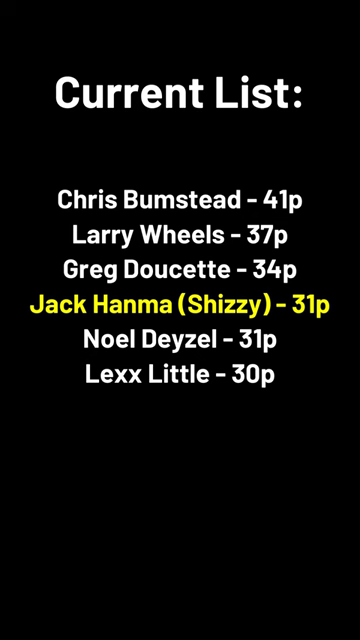 Current List:
Chris Bumstead - 41p
Larry Wheels - 37p
Greg Doucette - 34p
Jack Hanma (Shizzy) - 31p
Noel Deyzel - 31p
Lexx Little - 30p